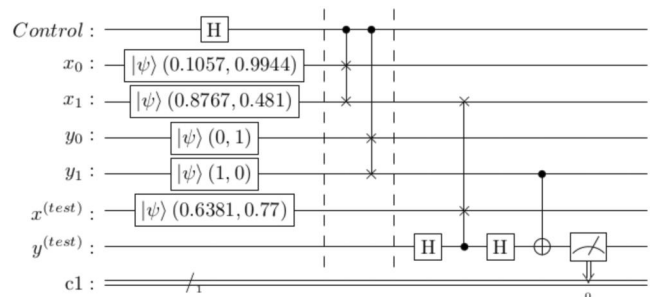 Control :
H
x₀ :
|ψ⟩ (0.1057, 0.9944)
x₁ :
|ψ⟩ (0.8767, 0.481)
y₀ :
|ψ⟩ (0, 1)
y₁ :
|ψ⟩ (1, 0)
x⁽ᵗᵉˢᵗ⁾ :
|ψ⟩ (0.6381, 0.77)
y⁽ᵗᵉˢᵗ⁾ :
H H
c1 :
1